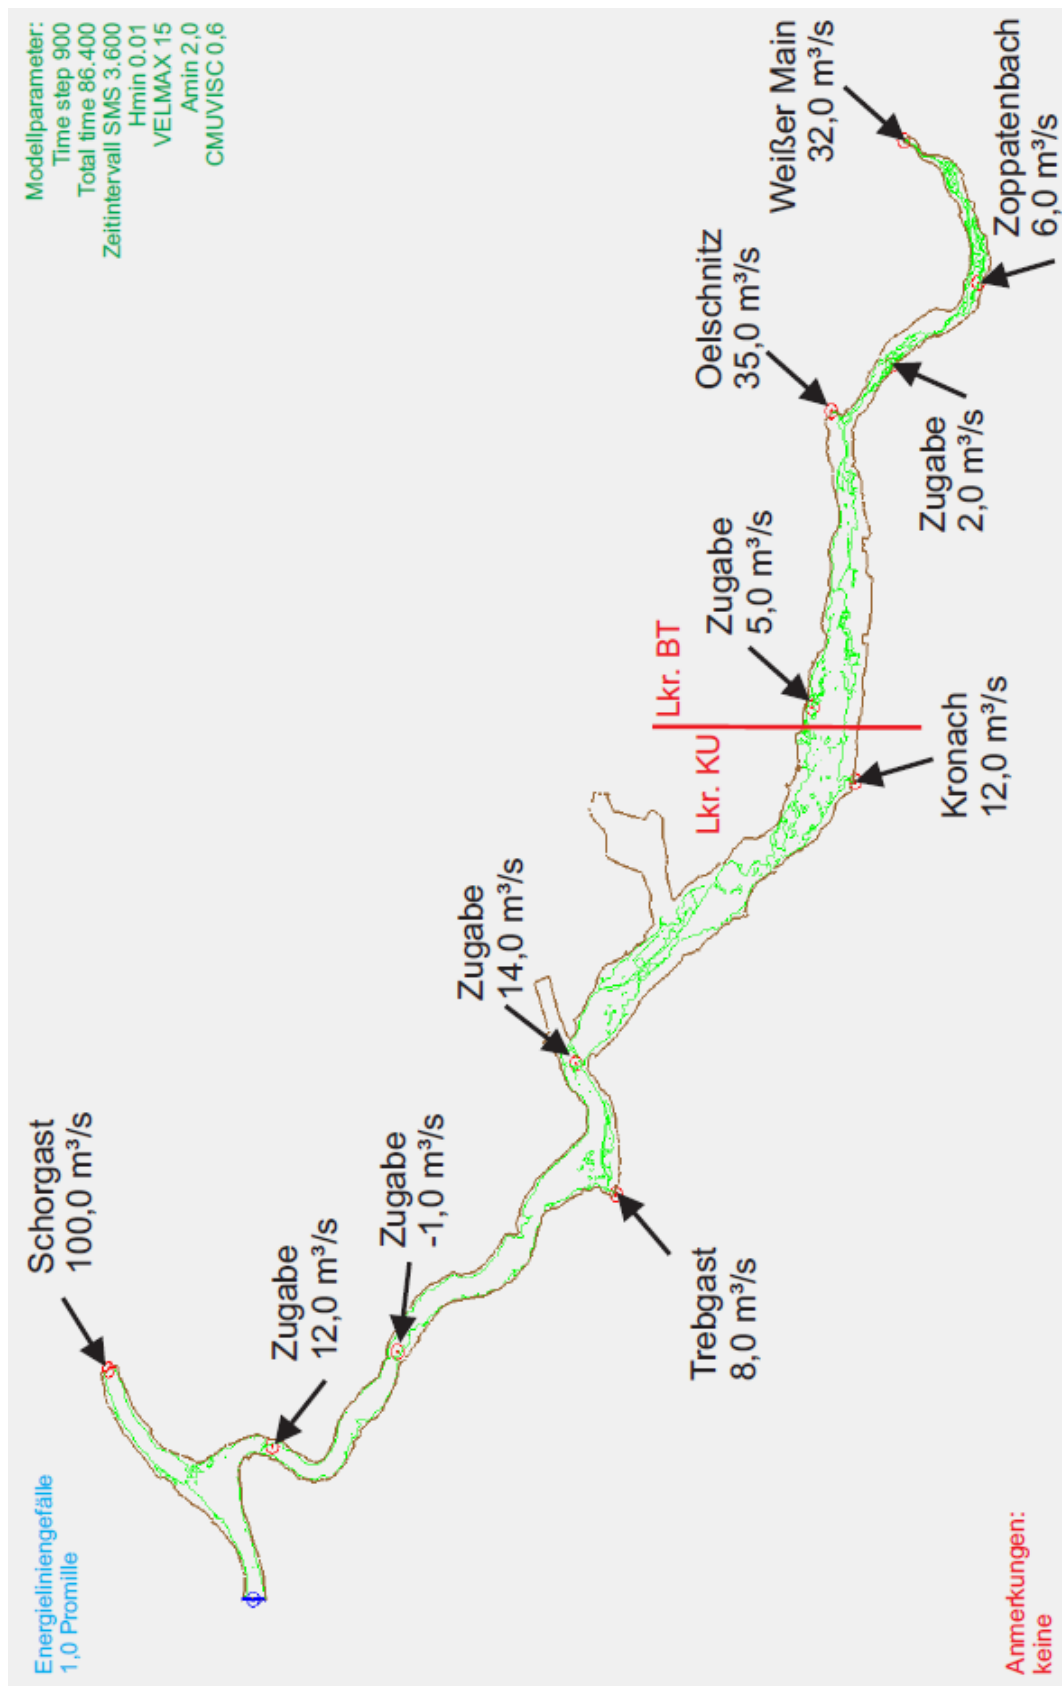 Energieliniengefälle
1,0 Promille
Schorgast
100,0 m³/s
Zugabe
12,0 m³/s
Zugabe
-1,0 m³/s
Trebgast
8,0 m³/s
Zugabe
14,0 m³/s
Lkr. KU
Lkr. BT
Kronach
12,0 m³/s
Zugabe
5,0 m³/s
Oelschnitz
35,0 m³/s
Zugabe
2,0 m³/s
Weißer Main
32,0 m³/s
Zoppatenbach
6,0 m³/s
Modellparameter:
Time step 900
Total time 86.400
Zeitintervall SMS 3.600
Hmin 0.01
VELMAX 15
Amin 2,0
CMUVISC 0,6
Anmerkungen:
keine